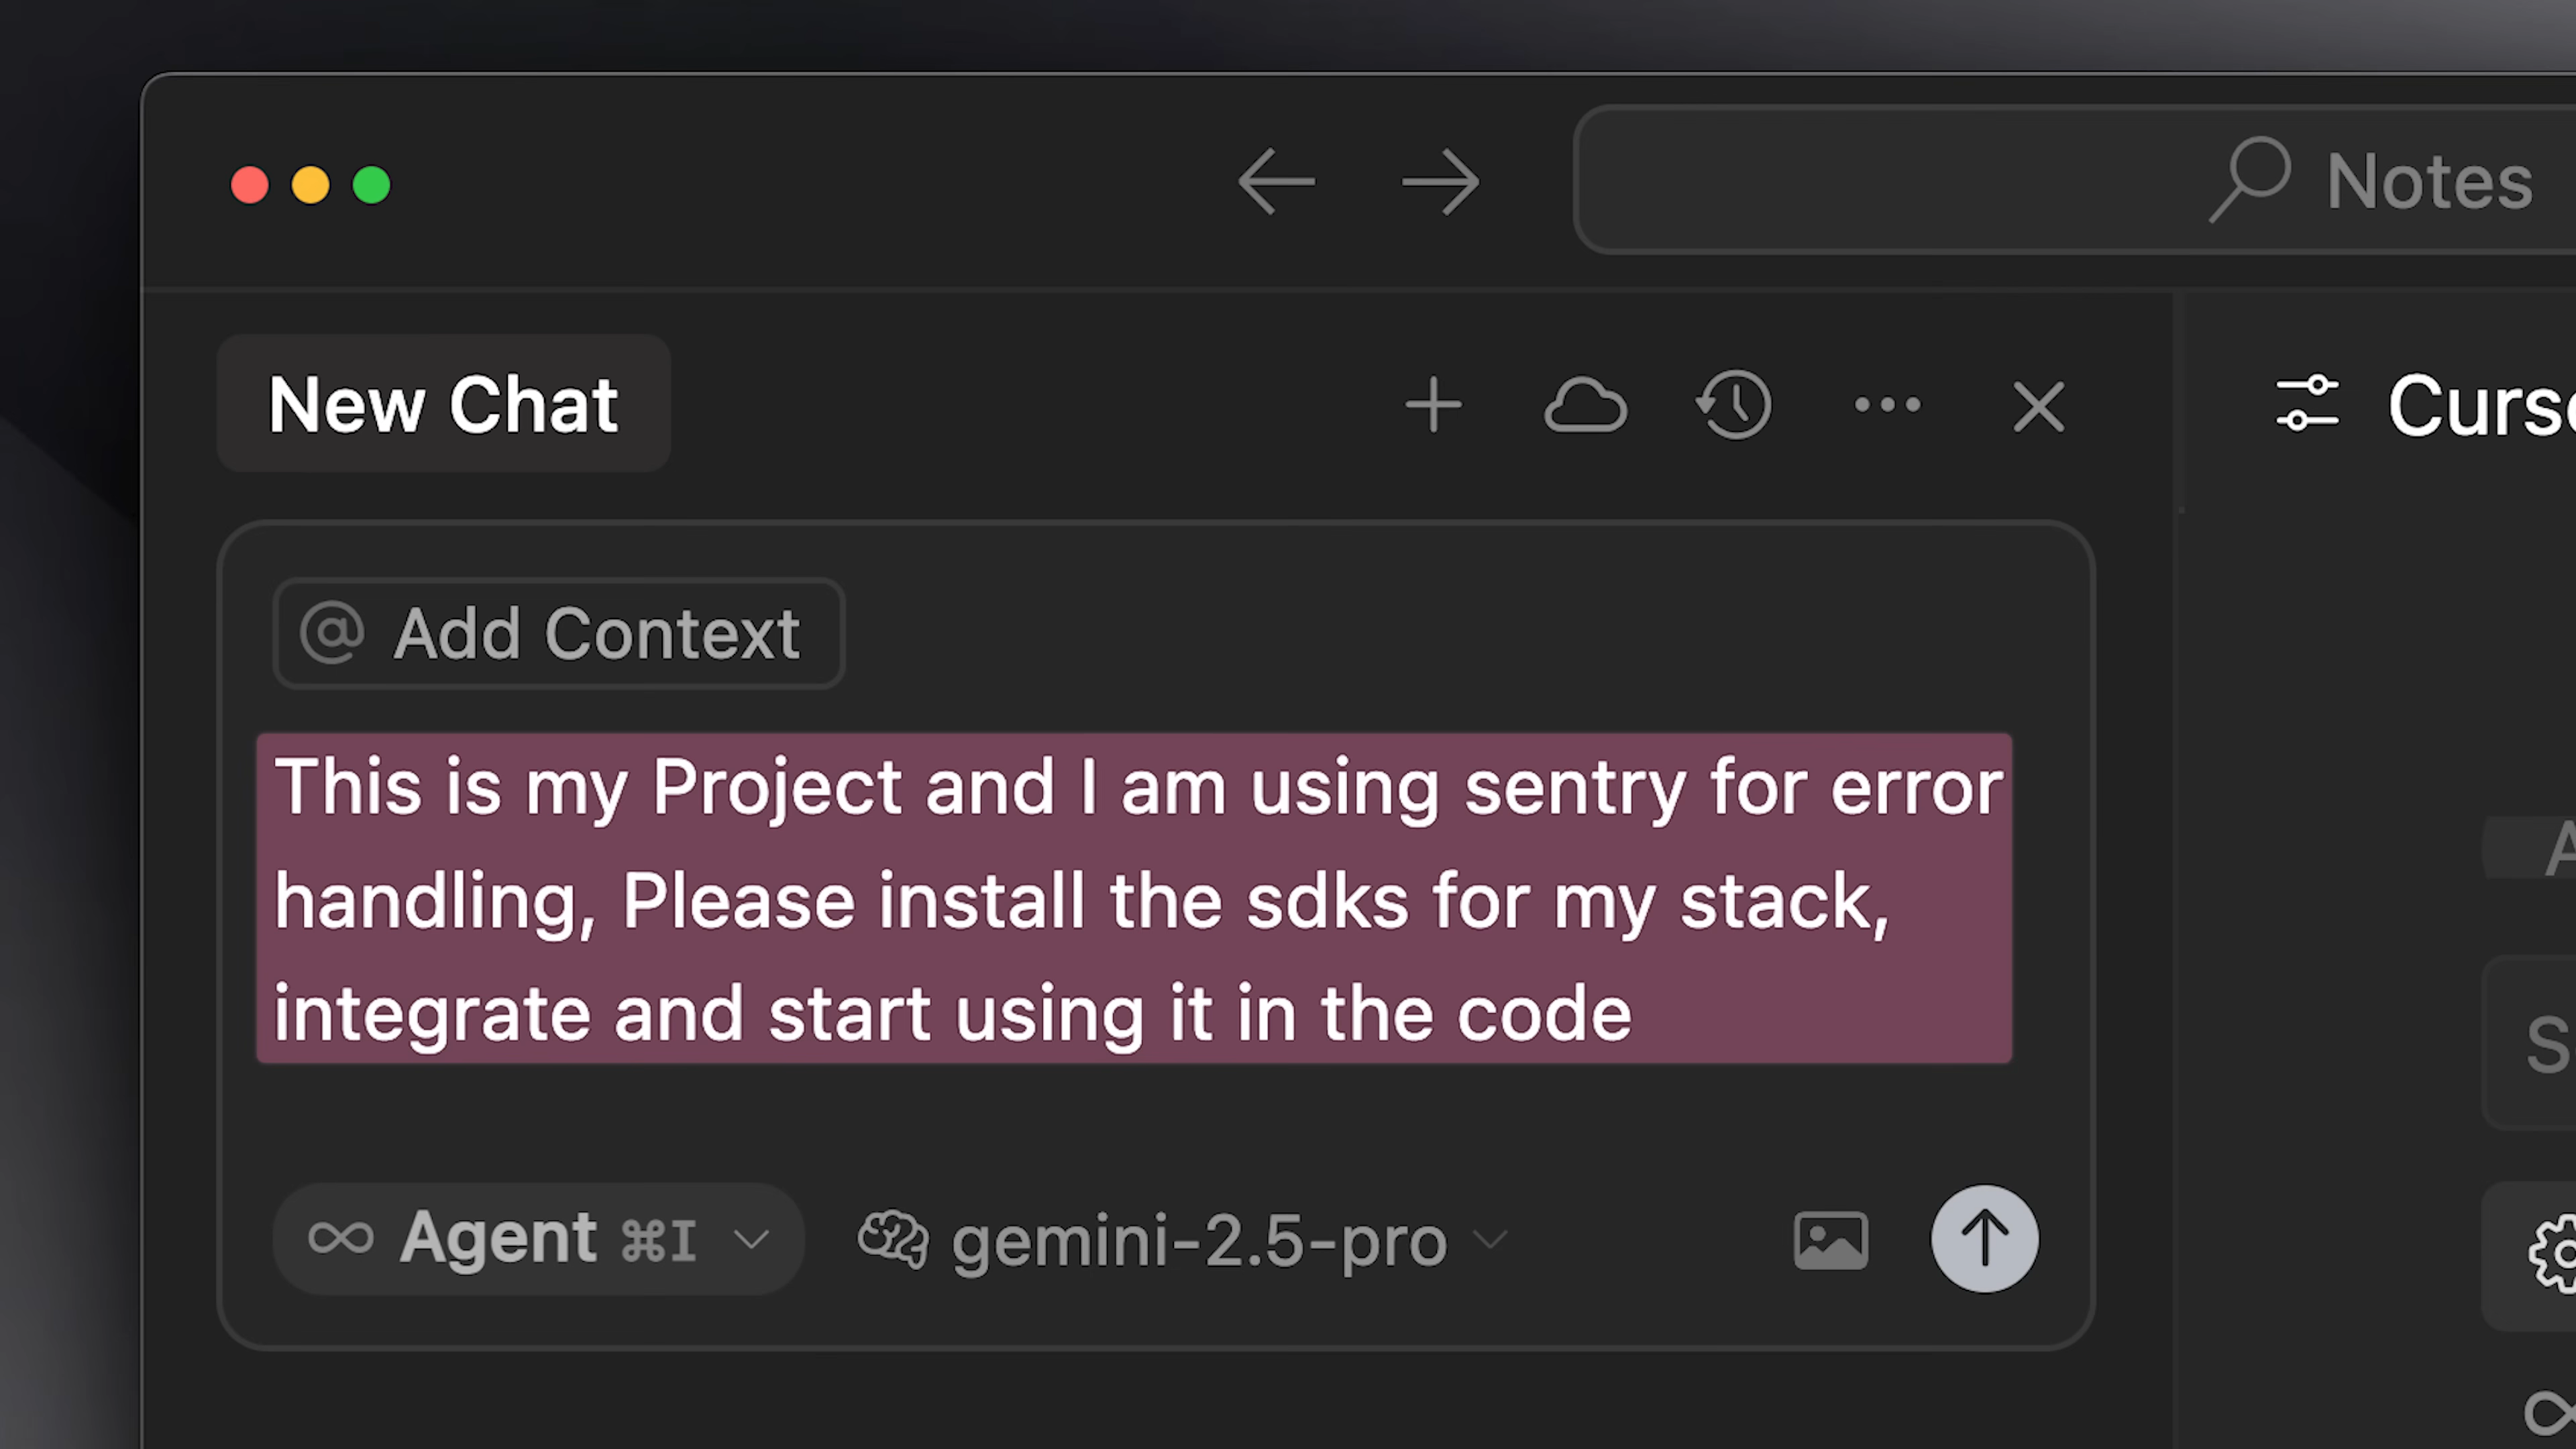 Notes
New Chat
Add Context
This is my Project and I am using sentry for error
handling, Please install the sdks for my stack,
integrate and start using it in the code
Agent ⌘I
gemini-2.5-pro